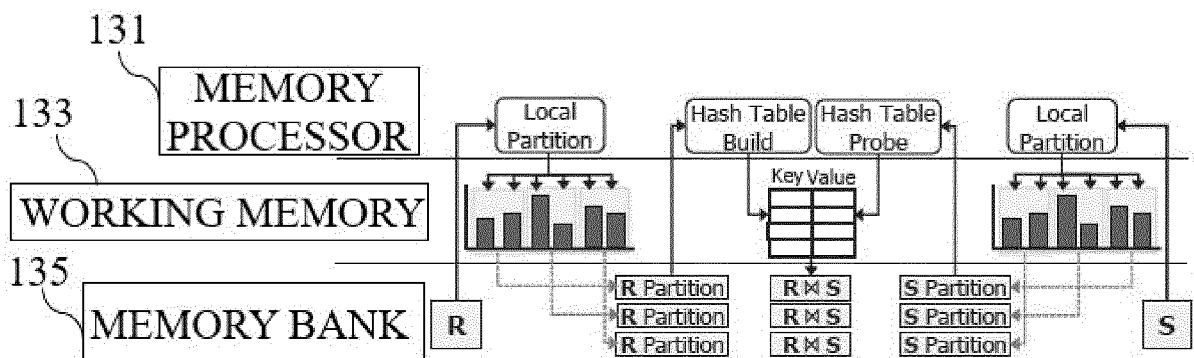 131
MEMORY
PROCESSOR
Local
Partition
Hash Table
Build
Hash Table
Probe
Local
Partition
133
WORKING MEMORY
Key Value
135
MEMORY BANK
R
R Partition
R Partition
R Partition
R ⋈ S
R ⋈ S
R ⋈ S
S Partition
S Partition
S Partition
S